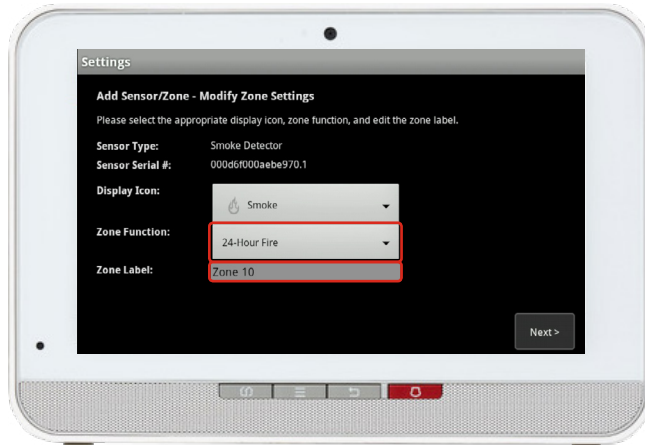 Settings
Add Sensor/Zone - Modify Zone Settings
Please select the appropriate display icon, zone function, and edit the zone label.
Sensor Type: Smoke Detector
Sensor Serial #: 000d6f000aebe970.1
Display Icon: Smoke
Zone Function: 24-Hour Fire
Zone Label: Zone 10
Next >